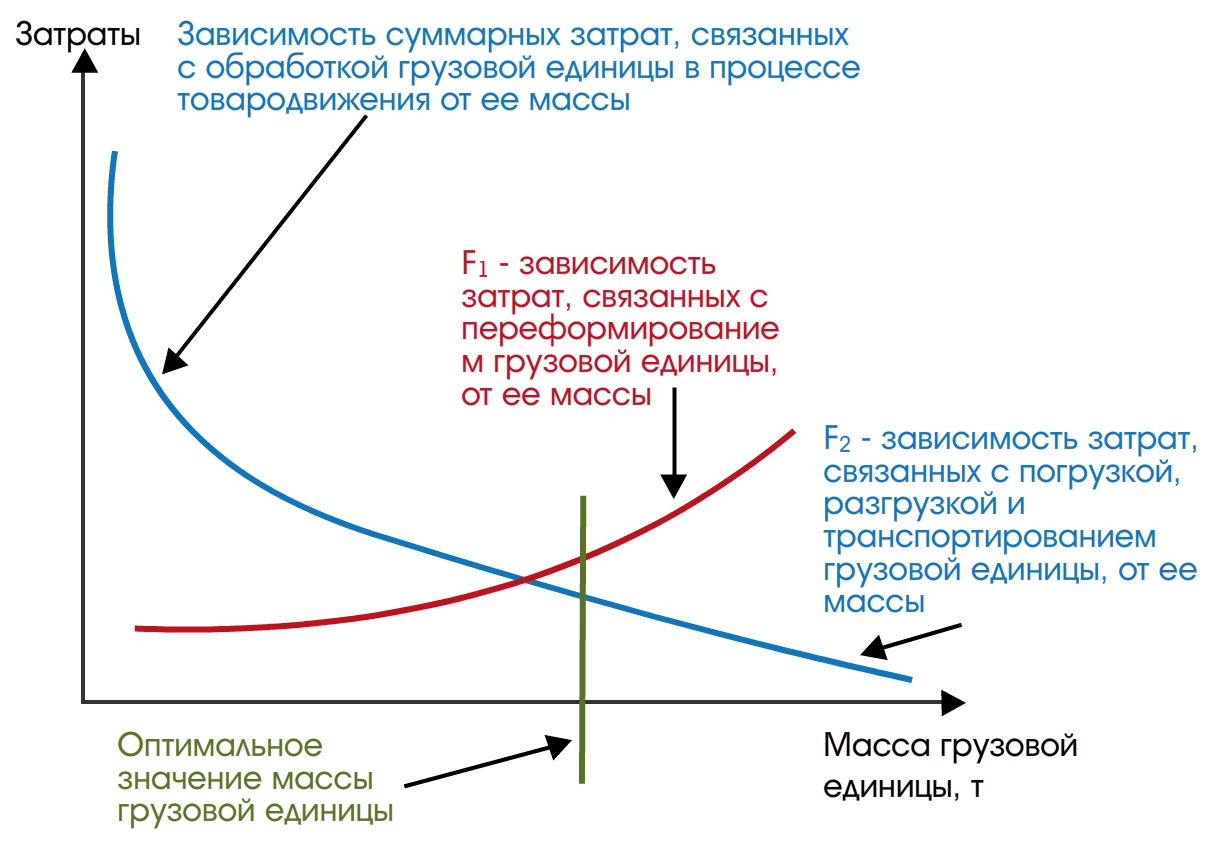 Затраты
Зависимость суммарных затрат, связанных
с обработкой грузовой единицы в процессе
товародвижения от ее массы
F₁ - зависимость
затрат, связанных с
переформирование
м грузовой единицы,
от ее массы
F₂ - зависимость затрат,
связанных с погрузкой,
разгрузкой и
транспортированием
грузовой единицы, от ее
массы
Оптимальное
значение массы
грузовой единицы
Масса грузовой
единицы, т